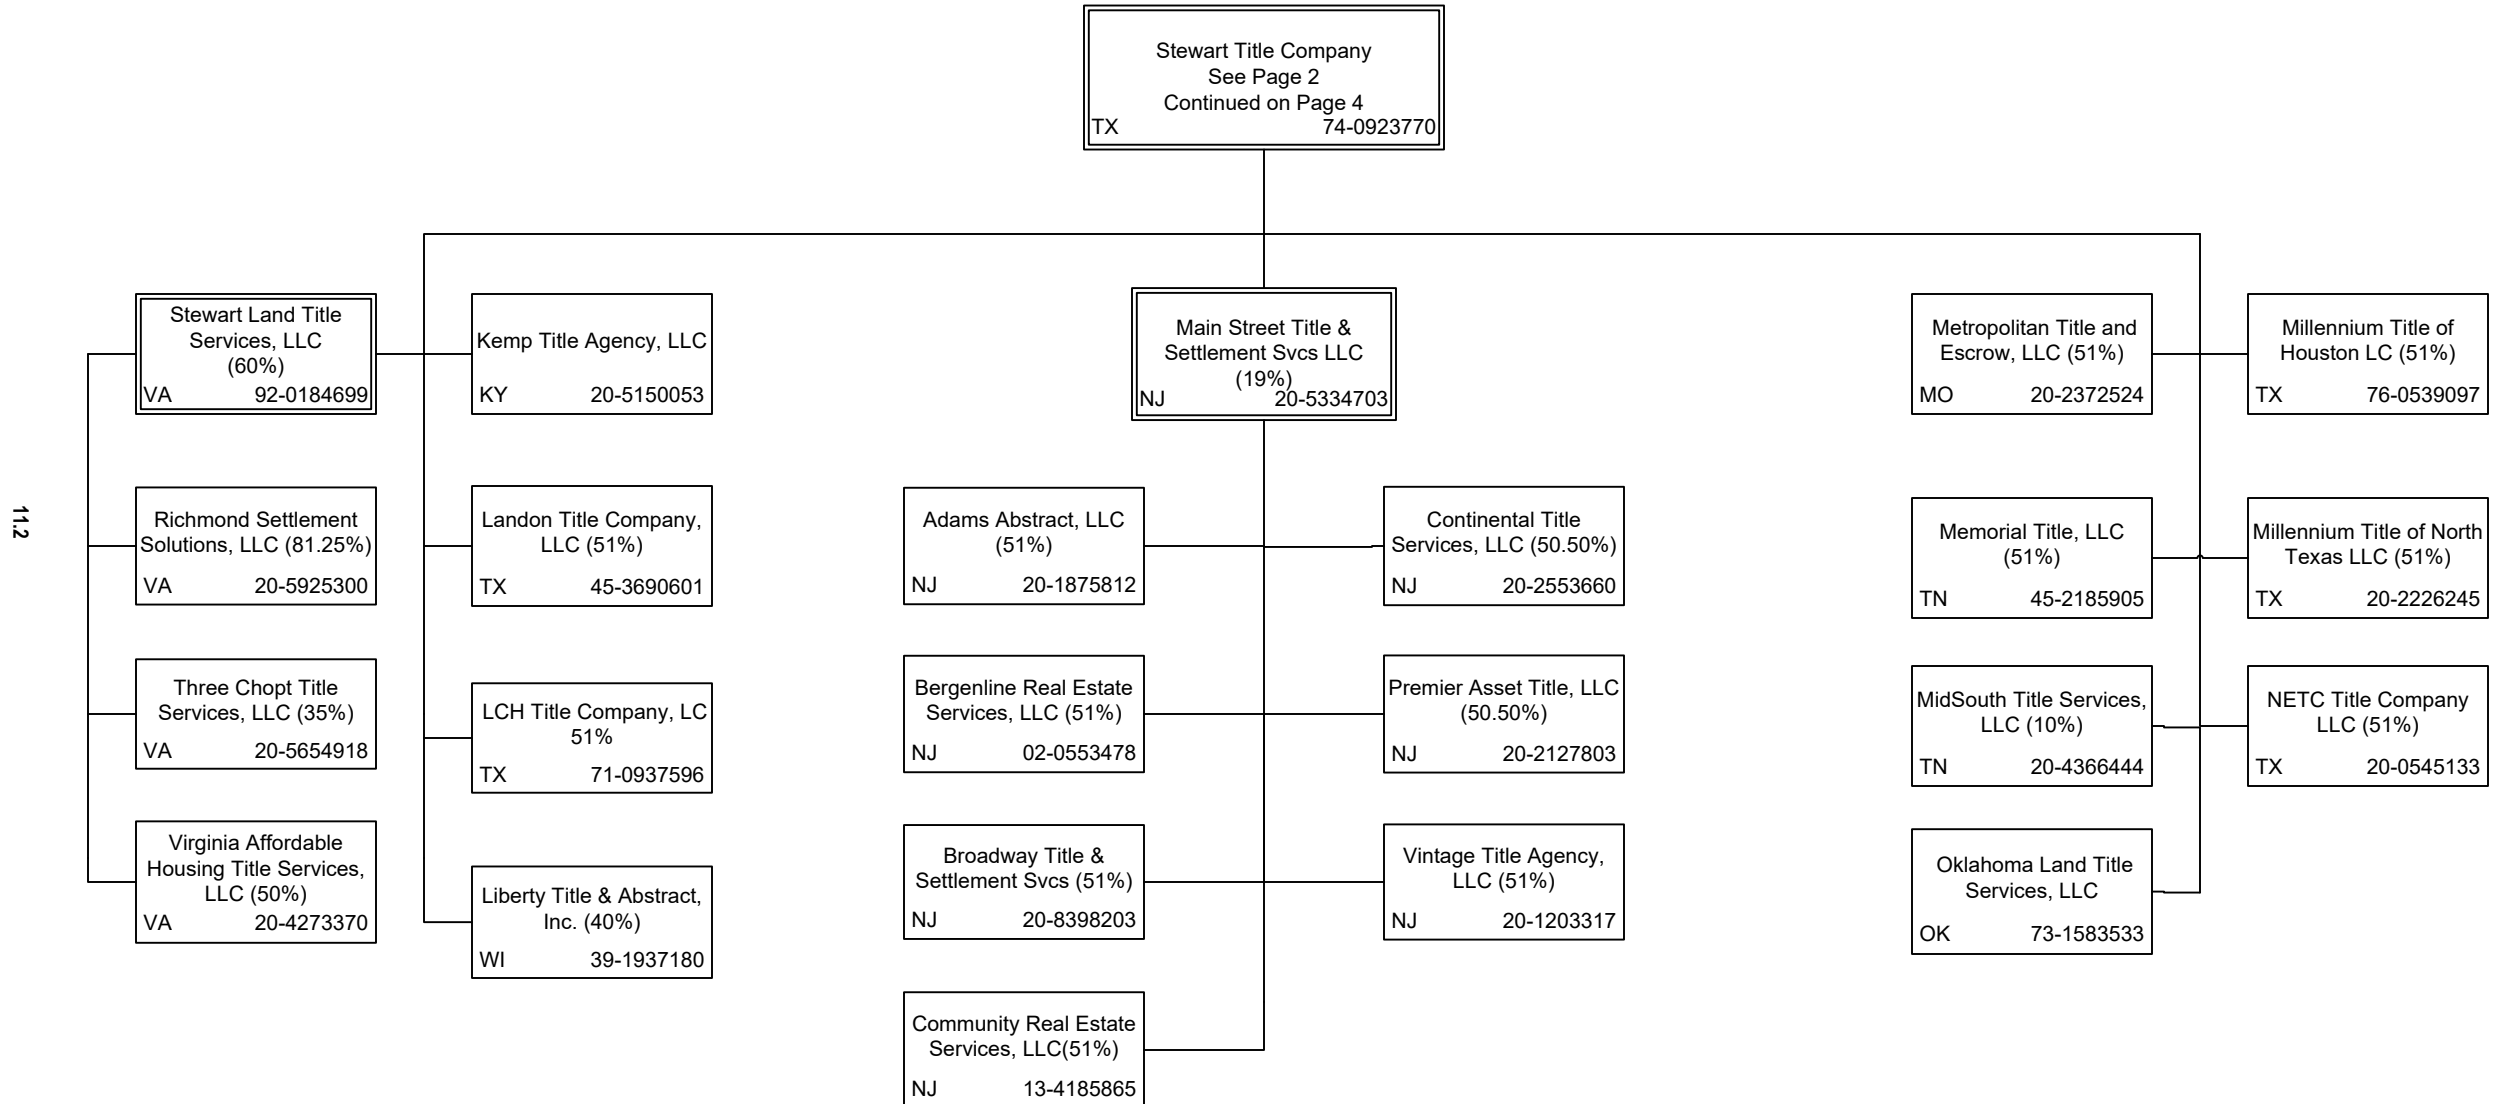 Stewart Title Company
See Page 2
Continued on Page 4
TX 74-0923770
Stewart Land Title
Services, LLC
(60%)
VA 92-0184699
Kemp Title Agency, LLC
KY 20-5150053
Main Street Title &
Settlement Svcs LLC
(19%)
NJ 20-5334703
Metropolitan Title and
Escrow, LLC (51%)
MO 20-2372524
Millennium Title of
Houston LC (51%)
TX 76-0539097
Richmond Settlement
Solutions, LLC (81.25%)
VA 20-5925300
Landon Title Company,
LLC (51%)
TX 45-3690601
Adams Abstract, LLC
(51%)
NJ 20-1875812
Continental Title
Services, LLC (50.50%)
NJ 20-2553660
Memorial Title, LLC
(51%)
TN 45-2185905
Millennium Title of North
Texas LLC (51%)
TX 20-2226245
11.2
Three Chopt Title
Services, LLC (35%)
VA 20-5654918
LCH Title Company, LC
51%
TX 71-0937596
Bergenline Real Estate
Services, LLC (51%)
NJ 02-0553478
Premier Asset Title, LLC
(50.50%)
NJ 20-2127803
MidSouth Title Services,
LLC (10%)
TN 20-4366444
NETC Title Company
LLC (51%)
TX 20-0545133
Virginia Affordable
Housing Title Services,
LLC (50%)
VA 20-4273370
Liberty Title & Abstract,
Inc. (40%)
WI 39-1937180
Broadway Title &
Settlement Svcs (51%)
NJ 20-8398203
Vintage Title Agency,
LLC (51%)
NJ 20-1203317
Oklahoma Land Title
Services, LLC
OK 73-1583533
Community Real Estate
Services, LLC(51%)
NJ 13-4185865